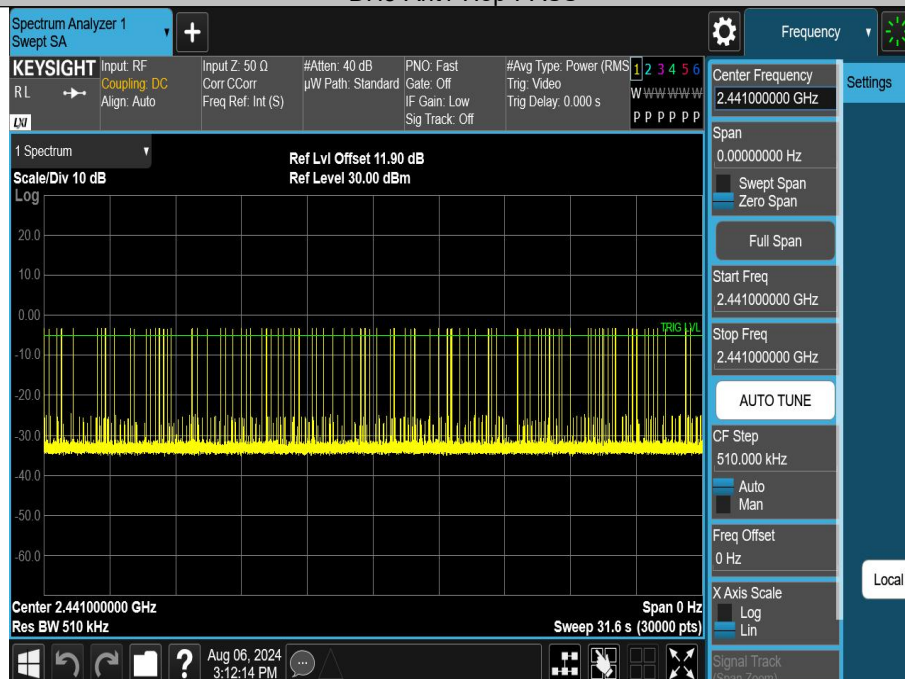 Spectrum Analyzer 1
Swept SA
Frequency
KEYSIGHT
RL
LXI
Input: RF
Coupling: DC
Align: Auto
Input Z: 50 Ω
Corr CCorr
Freq Ref: Int (S)
#Atten: 40 dB
µW Path: Standard
PNO: Fast
Gate: Off
IF Gain: Low
Sig Track: Off
#Avg Type: Power (RMS
Trig: Video
Trig Delay: 0.000 s
1 2 3 4 5 6
W W W W W W
P P P P P P
1 Spectrum
Scale/Div 10 dB
Log
Ref Lvl Offset 11.90 dB
Ref Level 30.00 dBm
20.0
10.0
0.00
TRIG LVL
-10.0
-20.0
-30.0
-40.0
-50.0
-60.0
Center 2.441000000 GHz
Res BW 510 kHz
Span 0 Hz
Sweep 31.6 s (30000 pts)
Center Frequency
2.441000000 GHz
Settings
Span
0.00000000 Hz
Swept Span
Zero Span
Full Span
Start Freq
2.441000000 GHz
Stop Freq
2.441000000 GHz
AUTO TUNE
CF Step
510.000 kHz
Auto
Man
Freq Offset
0 Hz
Local
X Axis Scale
Log
Lin
Signal Track
(Span Zoom)
?
Aug 06, 2024
3:12:14 PM